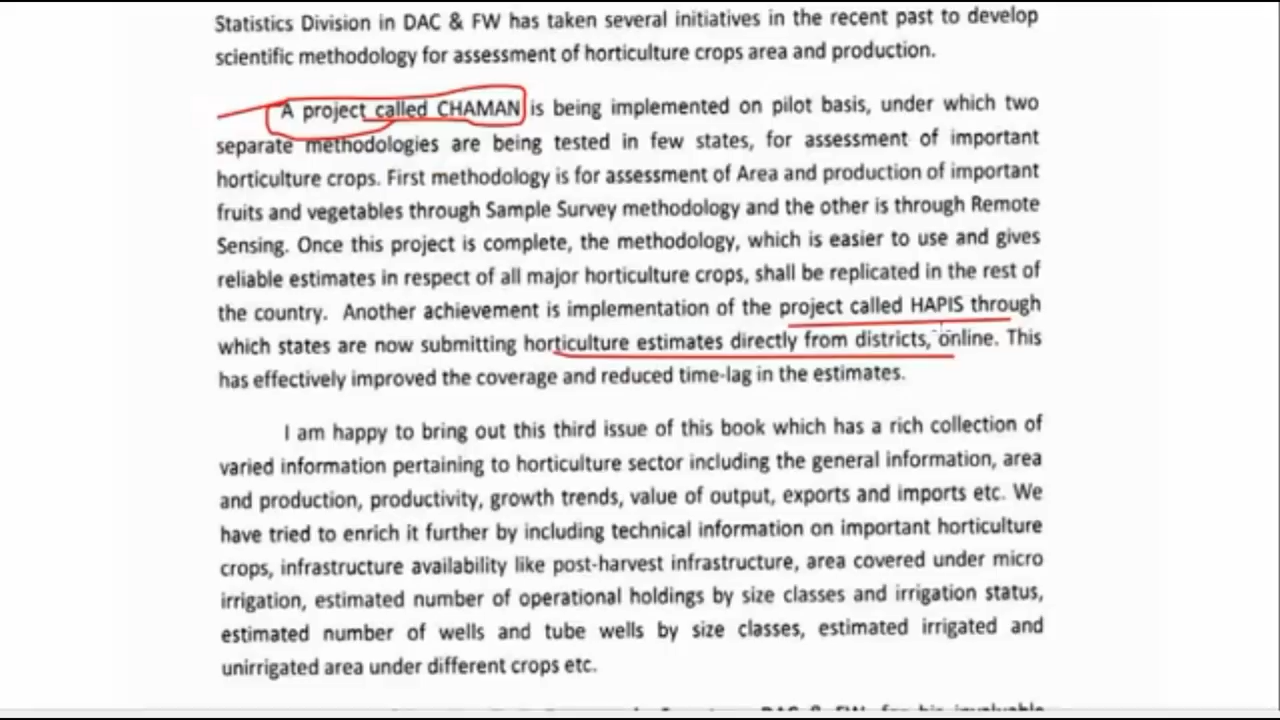 Statistics Division in DAC & FW has taken several initiatives in the recent past to develop
scientific methodology for assessment of horticulture crops area and production.
A project called CHAMAN is being implemented on pilot basis, under which two
separate methodologies are being tested in few states, for assessment of important
horticulture crops. First methodology is for assessment of Area and production of important
fruits and vegetables through Sample Survey methodology and the other is through Remote
Sensing. Once this project is complete, the methodology, which is easier to use and gives
reliable estimates in respect of all major horticulture crops, shall be replicated in the rest of
the country. Another achievement is implementation of the project called HAPIS through
which states are now submitting horticulture estimates directly from districts, online. This
has effectively improved the coverage and reduced time-lag in the estimates.
I am happy to bring out this third issue of this book which has a rich collection of
varied information pertaining to horticulture sector including the general information, area
and production, productivity, growth trends, value of output, exports and imports etc. We
have tried to enrich it further by including technical information on important horticulture
crops, infrastructure availability like post-harvest infrastructure, area covered under micro
irrigation, estimated number of operational holdings by size classes and irrigation status,
estimated number of wells and tube wells by size classes, estimated irrigated and
unirrigated area under different crops etc.